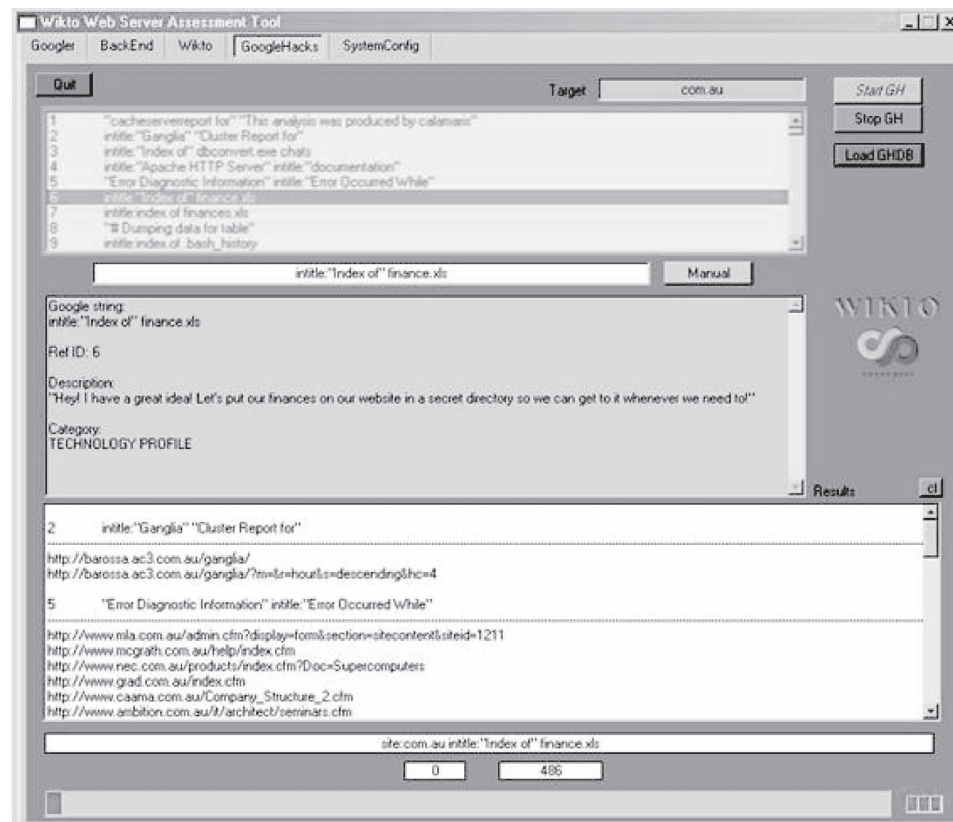 Wikto Web Server Assessment Tool
Googler BackEnd Wikto GoogleHacks SystemConfig
Quit Target com.au Start GH
Stop GH
Load GHDB
1 "cacheserverreport for" "This analysis was produced by calamaris"
2 intitle:"Ganglia" "Cluster Report for"
3 intitle:"Index of" dbconvert.exe chats
4 intitle:"Apache HTTP Server" intitle:"documentation"
5 "Error Diagnostic Information" intitle:"Error Occurred While"
6 intitle:"Index of" finance.xls
7 intitle:index.of finances.xls
8 "# Dumping data for table"
9 intitle:index.of .bash_history
intitle:"Index of" finance.xls Manual
Google string:
intitle:"Index of" finance.xls
Ref ID: 6
Description:
"Hey! I have a great idea! Let's put our finances on our website in a secret directory so we can get to it whenever we need to!"
Category:
TECHNOLOGY PROFILE
WIKTO
Results cl
2 intitle:"Ganglia" "Cluster Report for"
http://barossa.ac3.com.au/ganglia/
http://barossa.ac3.com.au/ganglia/?m=&r=hour&s=descending&hc=4
5 "Error Diagnostic Information" intitle:"Error Occurred While"
http://www.mla.com.au/admin.cfm?display=form&section=sitecontent&siteid=1211
http://www.mcgrath.com.au/help/index.cfm
http://www.nec.com.au/products/index.cfm?Doc=Supercomputers
http://www.grad.com.au/index.cfm
http://www.caama.com.au/Company_Structure_2.cfm
http://www.ambition.com.au/it/architect/seminars.cfm
site:com.au intitle:"Index of" finance.xls
0 486